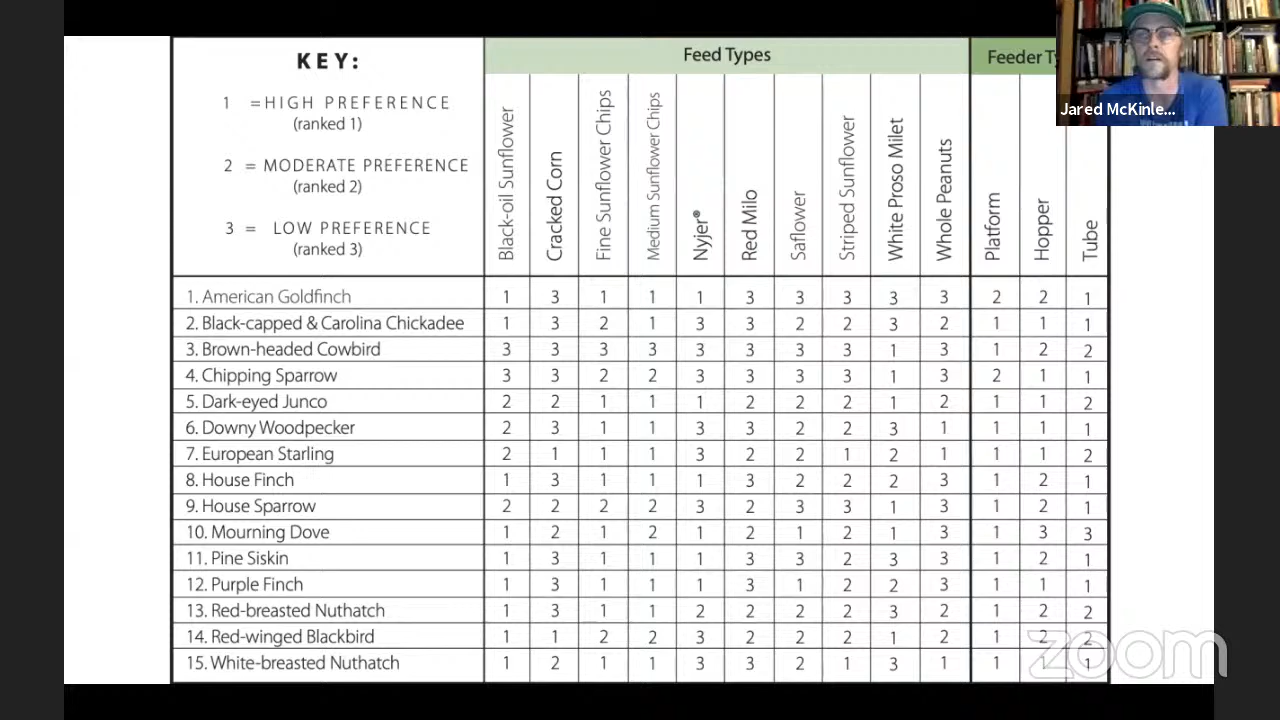 KEY:
1 =HIGH PREFERENCE
(ranked 1)
2 = MODERATE PREFERENCE
(ranked 2)
3 = LOW PREFERENCE
(ranked 3)
Feed Types
Feeder Ty
Black-oil Sunflower
Cracked Corn
Fine Sunflower Chips
Medium Sunflower Chips
Nyjer®
Red Milo
Saflower
Striped Sunflower
White Proso Milet
Whole Peanuts
Platform
Hopper
Tube
Jared McKinle...
1. American Goldfinch 1 3 1 1 1 3 3 3 3 3 2 2 1
2. Black-capped & Carolina Chickadee 1 3 2 1 3 3 2 2 3 2 1 1 1
3. Brown-headed Cowbird 3 3 3 3 3 3 3 3 1 3 1 2 2
4. Chipping Sparrow 3 3 2 2 3 3 3 3 1 3 2 1 1
5. Dark-eyed Junco 2 2 1 1 1 2 2 2 1 2 1 1 2
6. Downy Woodpecker 2 3 1 1 3 3 2 2 3 1 1 1 1
7. European Starling 2 1 1 1 3 2 2 1 2 1 1 1 2
8. House Finch 1 3 1 1 1 3 2 2 2 3 1 2 1
9. House Sparrow 2 2 2 2 3 2 3 3 1 3 1 2 1
10. Mourning Dove 1 2 1 2 1 2 1 2 1 3 1 3 3
11. Pine Siskin 1 3 1 1 1 3 3 2 3 3 1 2 1
12. Purple Finch 1 3 1 1 1 3 1 2 2 3 1 1 1
13. Red-breasted Nuthatch 1 3 1 1 2 2 2 2 3 2 1 2 2
14. Red-winged Blackbird 1 1 2 2 3 2 2 2 1 2 1 2 2
15. White-breasted Nuthatch 1 2 1 1 3 3 2 1 3 1 1 1 1
zoom